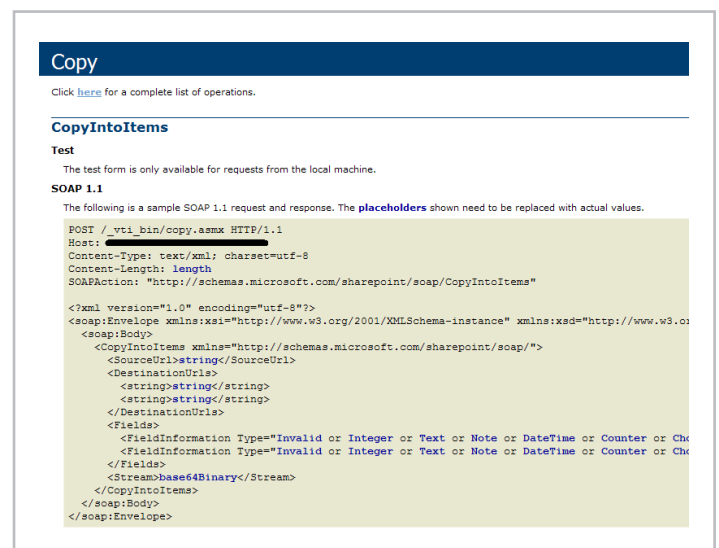 Copy
Click here for a complete list of operations.
CopyIntoItems
Test
The test form is only available for requests from the local machine.
SOAP 1.1
The following is a sample SOAP 1.1 request and response. The placeholders shown need to be replaced with actual values.
POST /_vti_bin/copy.asmx HTTP/1.1
Host:
Content-Type: text/xml; charset=utf-8
Content-Length: length
SOAPAction: "http://schemas.microsoft.com/sharepoint/soap/CopyIntoItems"
<?xml version="1.0" encoding="utf-8"?>
<soap:Envelope xmlns:xsi="http://www.w3.org/2001/XMLSchema-instance" xmlns:xsd="http://www.w3.or
<soap:Body>
<CopyIntoItems xmlns="http://schemas.microsoft.com/sharepoint/soap/">
<SourceUrl>string</SourceUrl>
<DestinationUrls>
<string>string</string>
<string>string</string>
</DestinationUrls>
<Fields>
<FieldInformation Type="Invalid or Integer or Text or Note or DateTime or Counter or Cho
<FieldInformation Type="Invalid or Integer or Text or Note or DateTime or Counter or Cho
</Fields>
<Stream>base64Binary</Stream>
</CopyIntoItems>
</soap:Body>
</soap:Envelope>